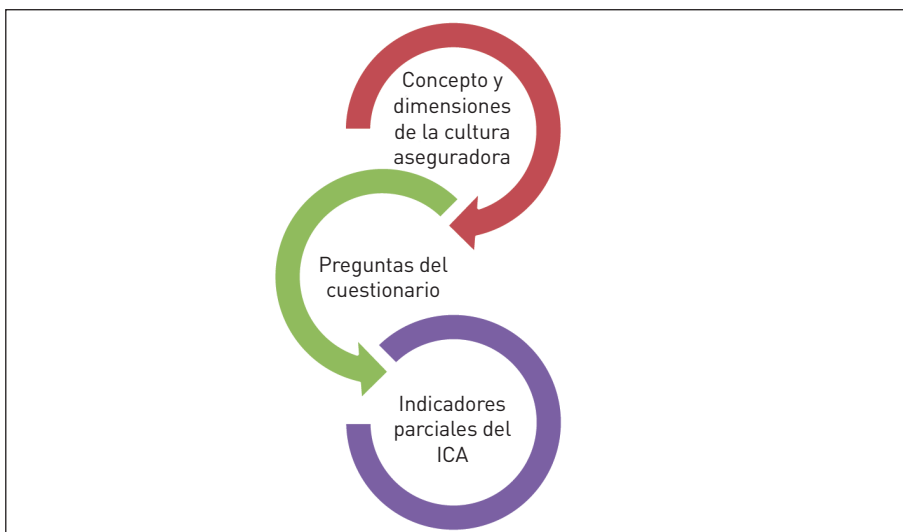 Concepto y
dimensiones
de la cultura
aseguradora
Preguntas del
cuestionario
Indicadores
parciales del
ICA